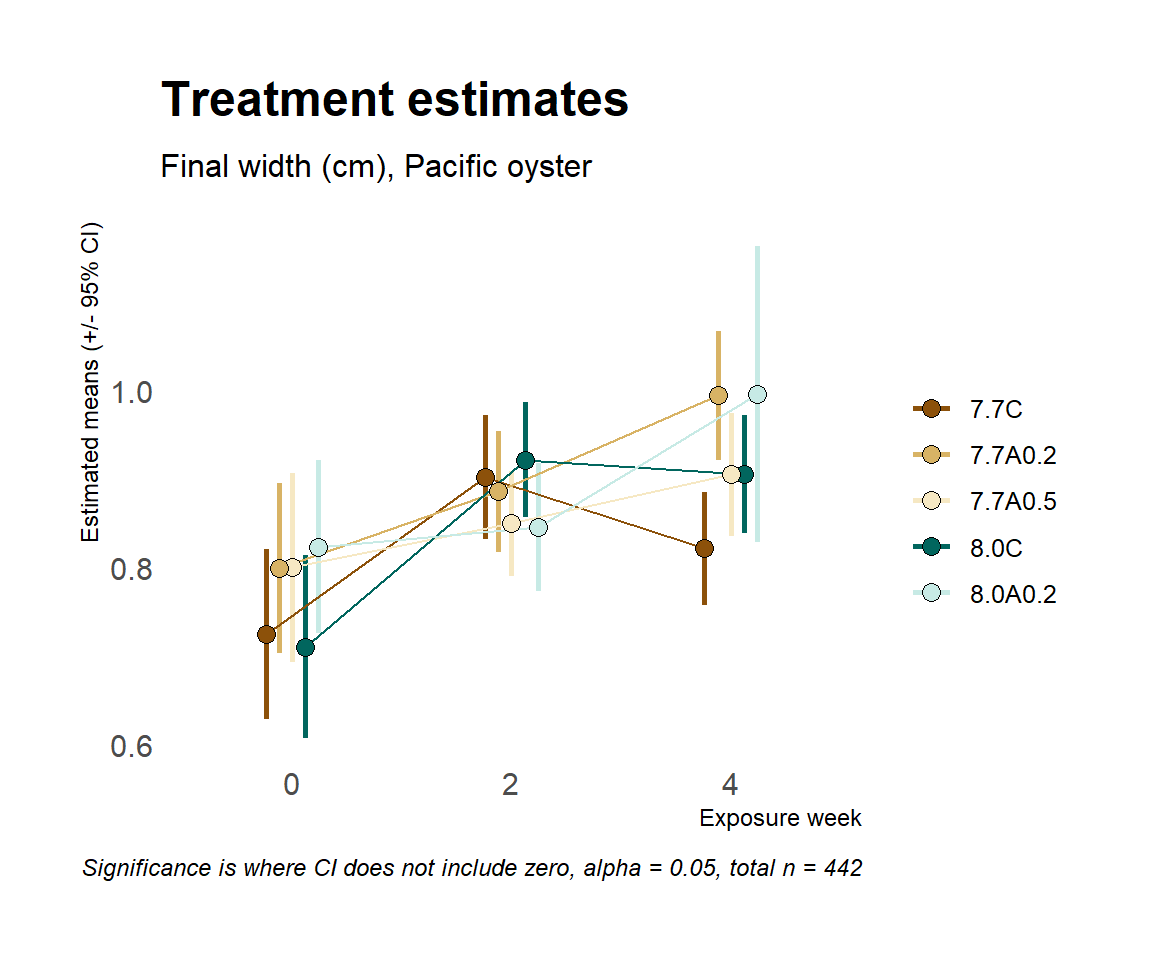 Treatment estimates
Final width (cm), Pacific oyster
Estimated means (+/- 95% CI)
1.0
0.8
0.6
0
2
4
Exposure week
7.7C
7.7A0.2
7.7A0.5
8.0C
8.0A0.2
Significance is where CI does not include zero, alpha = 0.05, total n = 442